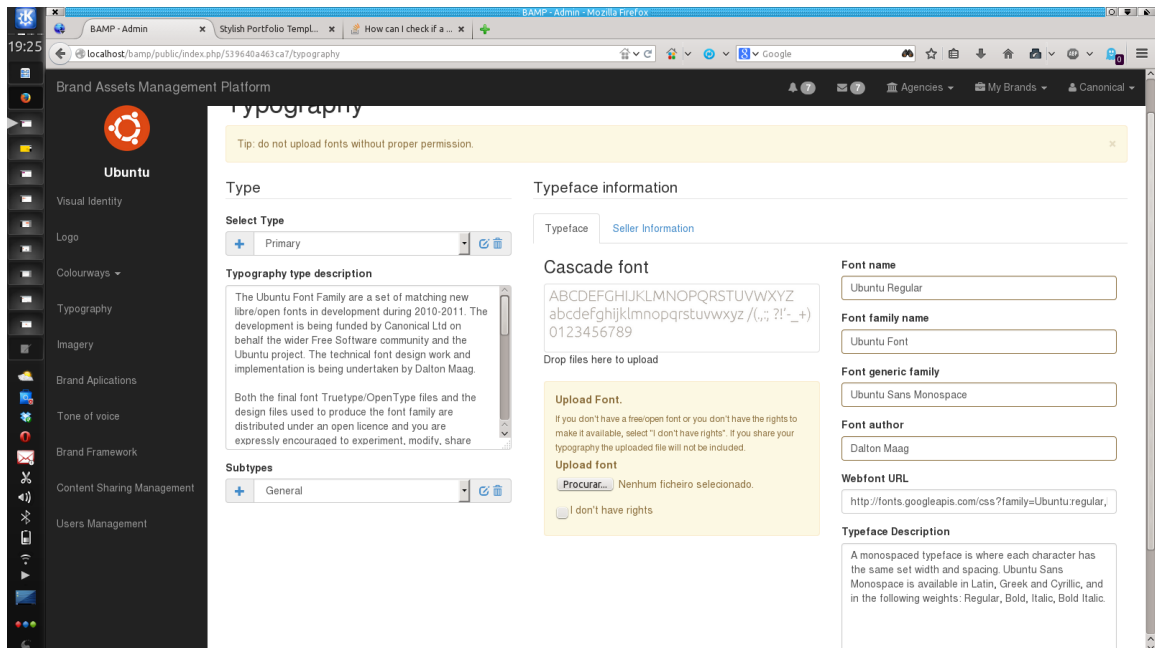 BAMP - Admin - Mozilla Firefox
BAMP - Admin
Stylish Portfolio Templ...
How can I check if a ...
19:25
localhost/bamp/public/index.php/539640a463ca7/typography
Google
0
Brand Assets Management Platform
7
7
Agencies
My Brands
Canonical
Typography
Tip: do not upload fonts without proper permission.
Ubuntu
Visual Identity
Logo
Colourways
Typography
Imagery
Brand Aplications
Tone of voice
Brand Framework
Content Sharing Management
Users Management
Type
Select Type
Primary
Typography type description
The Ubuntu Font Family are a set of matching new
libre/open fonts in development during 2010-2011. The
development is being funded by Canonical Ltd on
behalf the wider Free Software community and the
Ubuntu project. The technical font design work and
implementation is being undertaken by Dalton Maag.
Both the final font Truetype/OpenType files and the
design files used to produce the font family are
distributed under an open licence and you are
expressly encouraged to experiment, modify, share
Subtypes
General
Typeface information
Typeface
Seller Information
Cascade font
ABCDEFGHIJKLMNOPQRSTUVWXYZ
abcdefghijklmnopqrstuvwxyz /(.,:; ?!'-_+)
0123456789
Drop files here to upload
Upload Font.
If you don't have a free/open font or you don't have the rights to
make it available, select "I don't have rights". If you share your
typography the uploaded file will not be included.
Upload font
Procurar... Nenhum ficheiro selecionado.
I don't have rights
Font name
Ubuntu Regular
Font family name
Ubuntu Font
Font generic family
Ubuntu Sans Monospace
Font author
Dalton Maag
Webfont URL
http://fonts.googleapis.com/css?family=Ubuntu:regular,
Typeface Description
A monospaced typeface is where each character has
the same set width and spacing. Ubuntu Sans
Monospace is available in Latin, Greek and Cyrillic, and
in the following weights: Regular, Bold, Italic, Bold Italic.